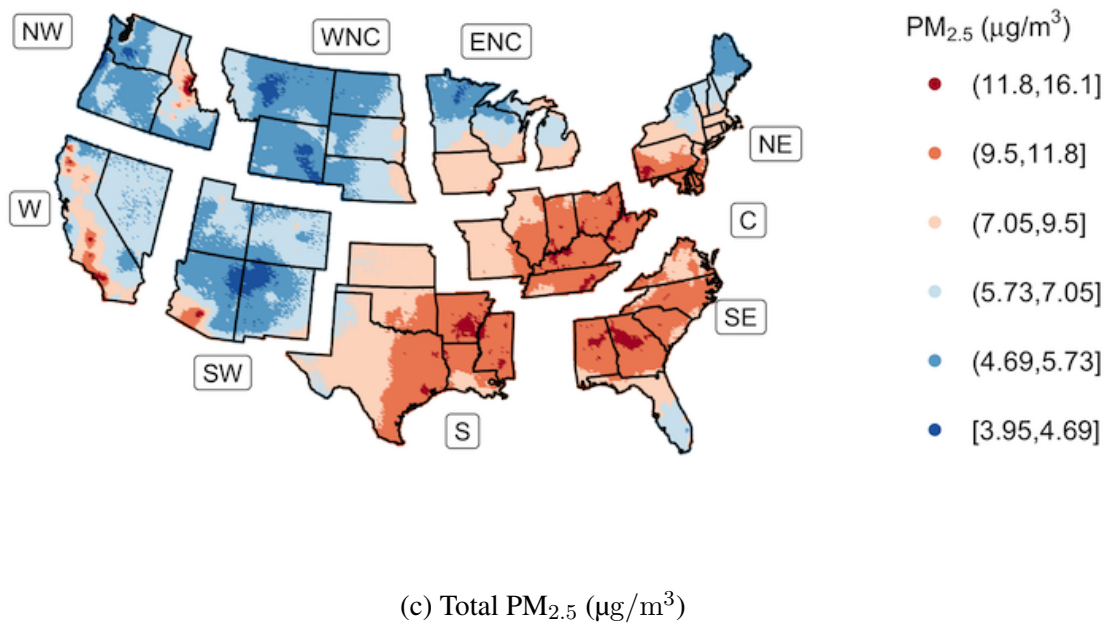 NW
WNC
ENC
PM₂.₅ (μg/m³)
(11.8,16.1]
(9.5,11.8]
NE
(7.05,9.5]
W
C
(5.73,7.05]
SE
(4.69,5.73]
SW
S
[3.95,4.69]
(c) Total PM₂.₅ (μg/m³)